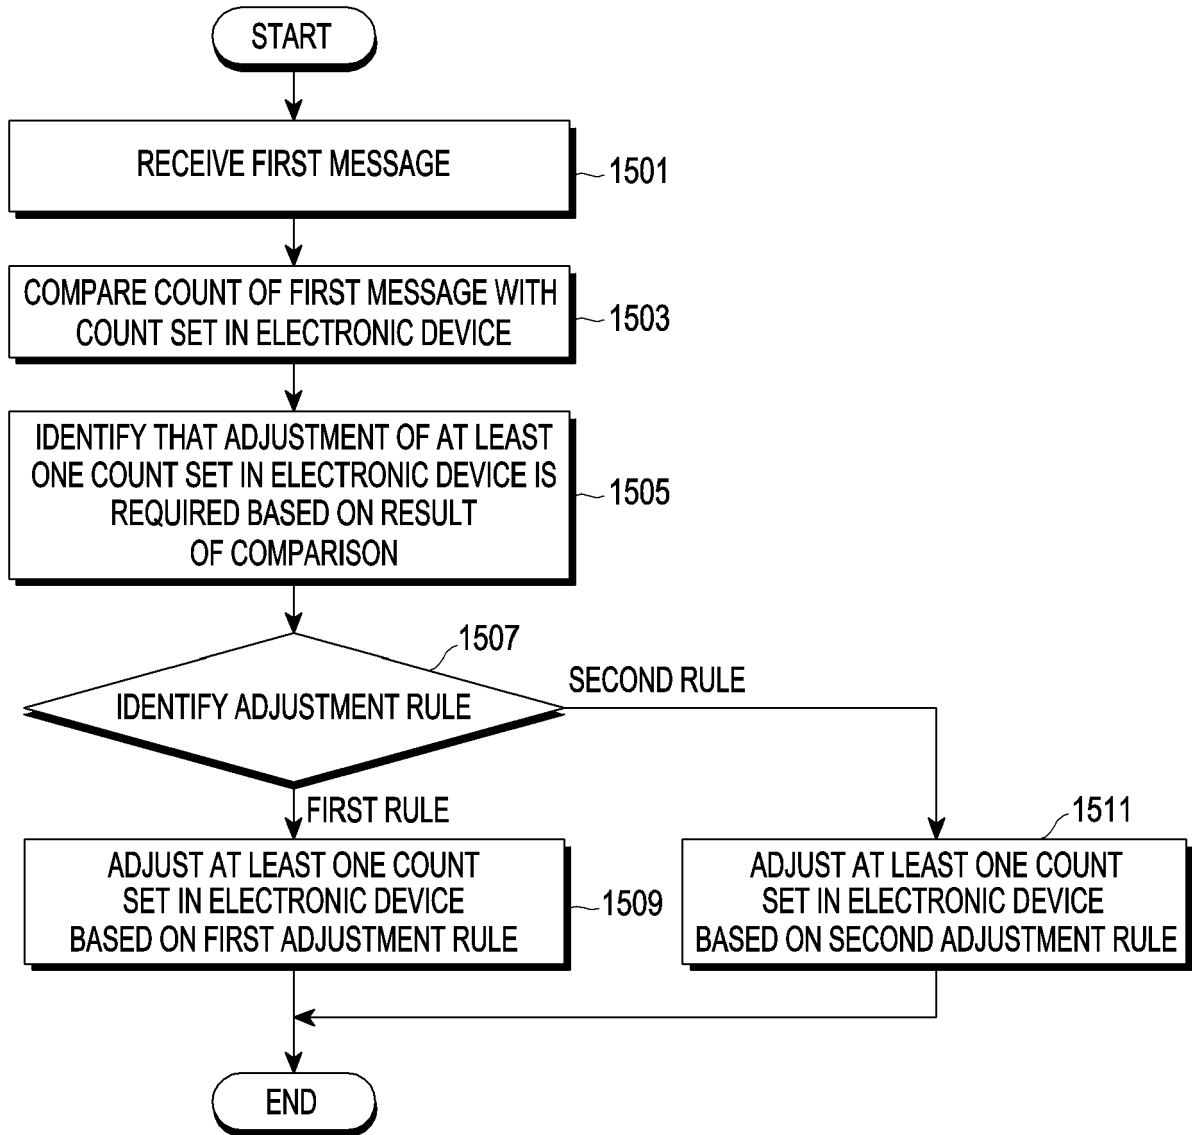 START
RECEIVE FIRST MESSAGE
1501
COMPARE COUNT OF FIRST MESSAGE WITH
COUNT SET IN ELECTRONIC DEVICE
1503
IDENTIFY THAT ADJUSTMENT OF AT LEAST
ONE COUNT SET IN ELECTRONIC DEVICE IS
REQUIRED BASED ON RESULT
OF COMPARISON
1505
1507
IDENTIFY ADJUSTMENT RULE
SECOND RULE
FIRST RULE
ADJUST AT LEAST ONE COUNT
SET IN ELECTRONIC DEVICE
BASED ON FIRST ADJUSTMENT RULE
1509
1511
ADJUST AT LEAST ONE COUNT
SET IN ELECTRONIC DEVICE
BASED ON SECOND ADJUSTMENT RULE
END